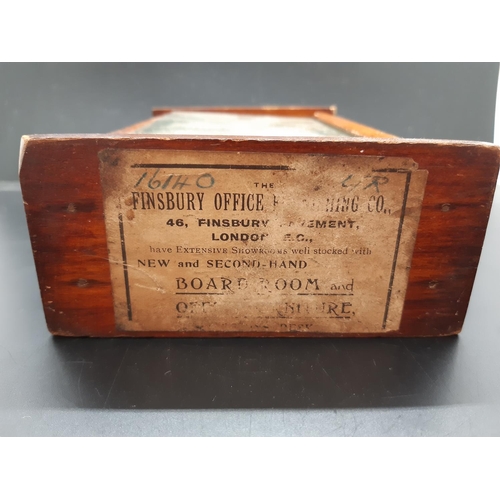 16140
THE
FINSBURY OFFICE CO.,
46, FINSBURY
LONDON E.C.,
have EXTENSIVE SHOWROOMS well stocked with
NEW and SECOND-HAND
BOARD ROOM and